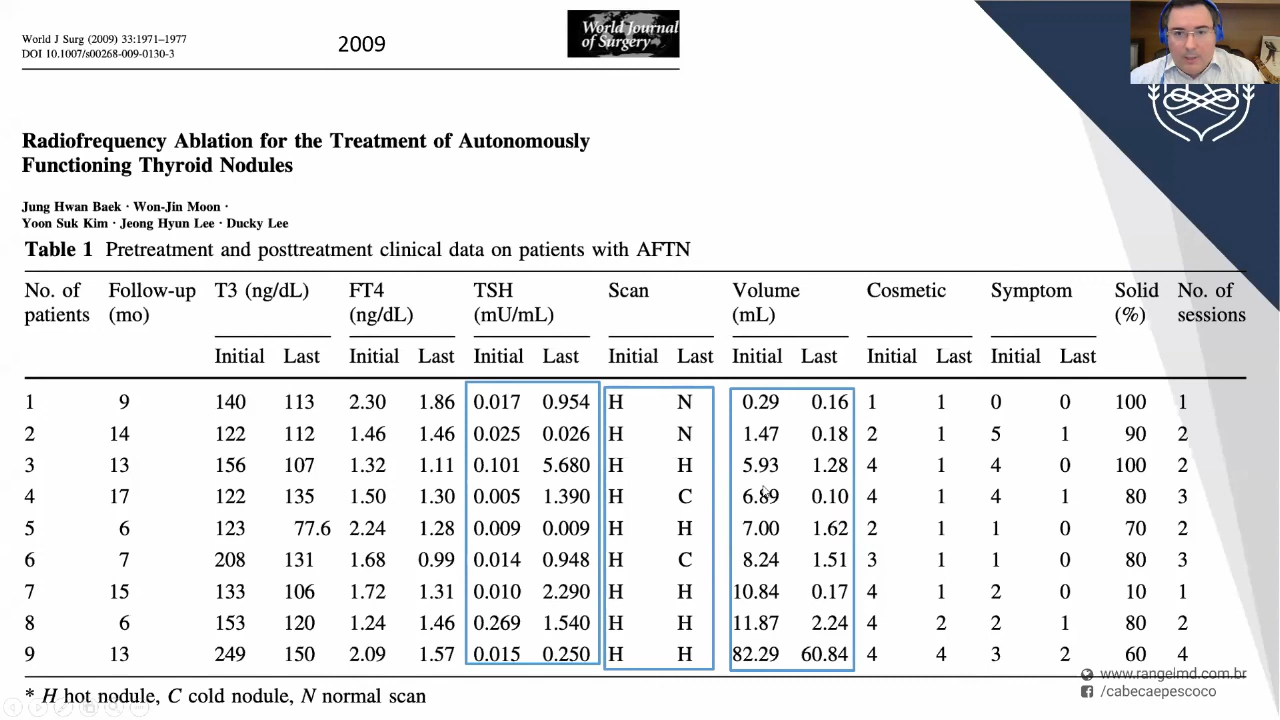 World J Surg (2009) 33:1971–1977
DOI 10.1007/s00268-009-0130-3
2009
World Journal
of Surgery
Radiofrequency Ablation for the Treatment of Autonomously
Functioning Thyroid Nodules
Jung Hwan Baek · Won-Jin Moon ·
Yoon Suk Kim · Jeong Hyun Lee · Ducky Lee
Table 1 Pretreatment and posttreatment clinical data on patients with AFTN
No. of Follow-up T3 (ng/dL) FT4 TSH Scan Volume Cosmetic Symptom Solid No. of
patients (mo) (ng/dL) (mU/mL) (mL) (%) sessions
Initial Last Initial Last Initial Last Initial Last Initial Last Initial Last Initial Last
1 9 140 113 2.30 1.86 0.017 0.954 H N 0.29 0.16 1 1 0 0 100 1
2 14 122 112 1.46 1.46 0.025 0.026 H N 1.47 0.18 2 1 5 1 90 2
3 13 156 107 1.32 1.11 0.101 5.680 H H 5.93 1.28 4 1 4 0 100 2
4 17 122 135 1.50 1.30 0.005 1.390 H C 6.89 0.10 4 1 4 1 80 3
5 6 123 77.6 2.24 1.28 0.009 0.009 H H 7.00 1.62 2 1 1 0 70 2
6 7 208 131 1.68 0.99 0.014 0.948 H C 8.24 1.51 3 1 1 0 80 3
7 15 133 106 1.72 1.31 0.010 2.290 H H 10.84 0.17 4 1 2 0 10 1
8 6 153 120 1.24 1.46 0.269 1.540 H H 11.87 2.24 4 2 2 1 80 2
9 13 249 150 2.09 1.57 0.015 0.250 H H 82.29 60.84 4 4 3 2 60 4
* H hot nodule, C cold nodule, N normal scan
www.rangelmd.com.br
/cabecaepescoco